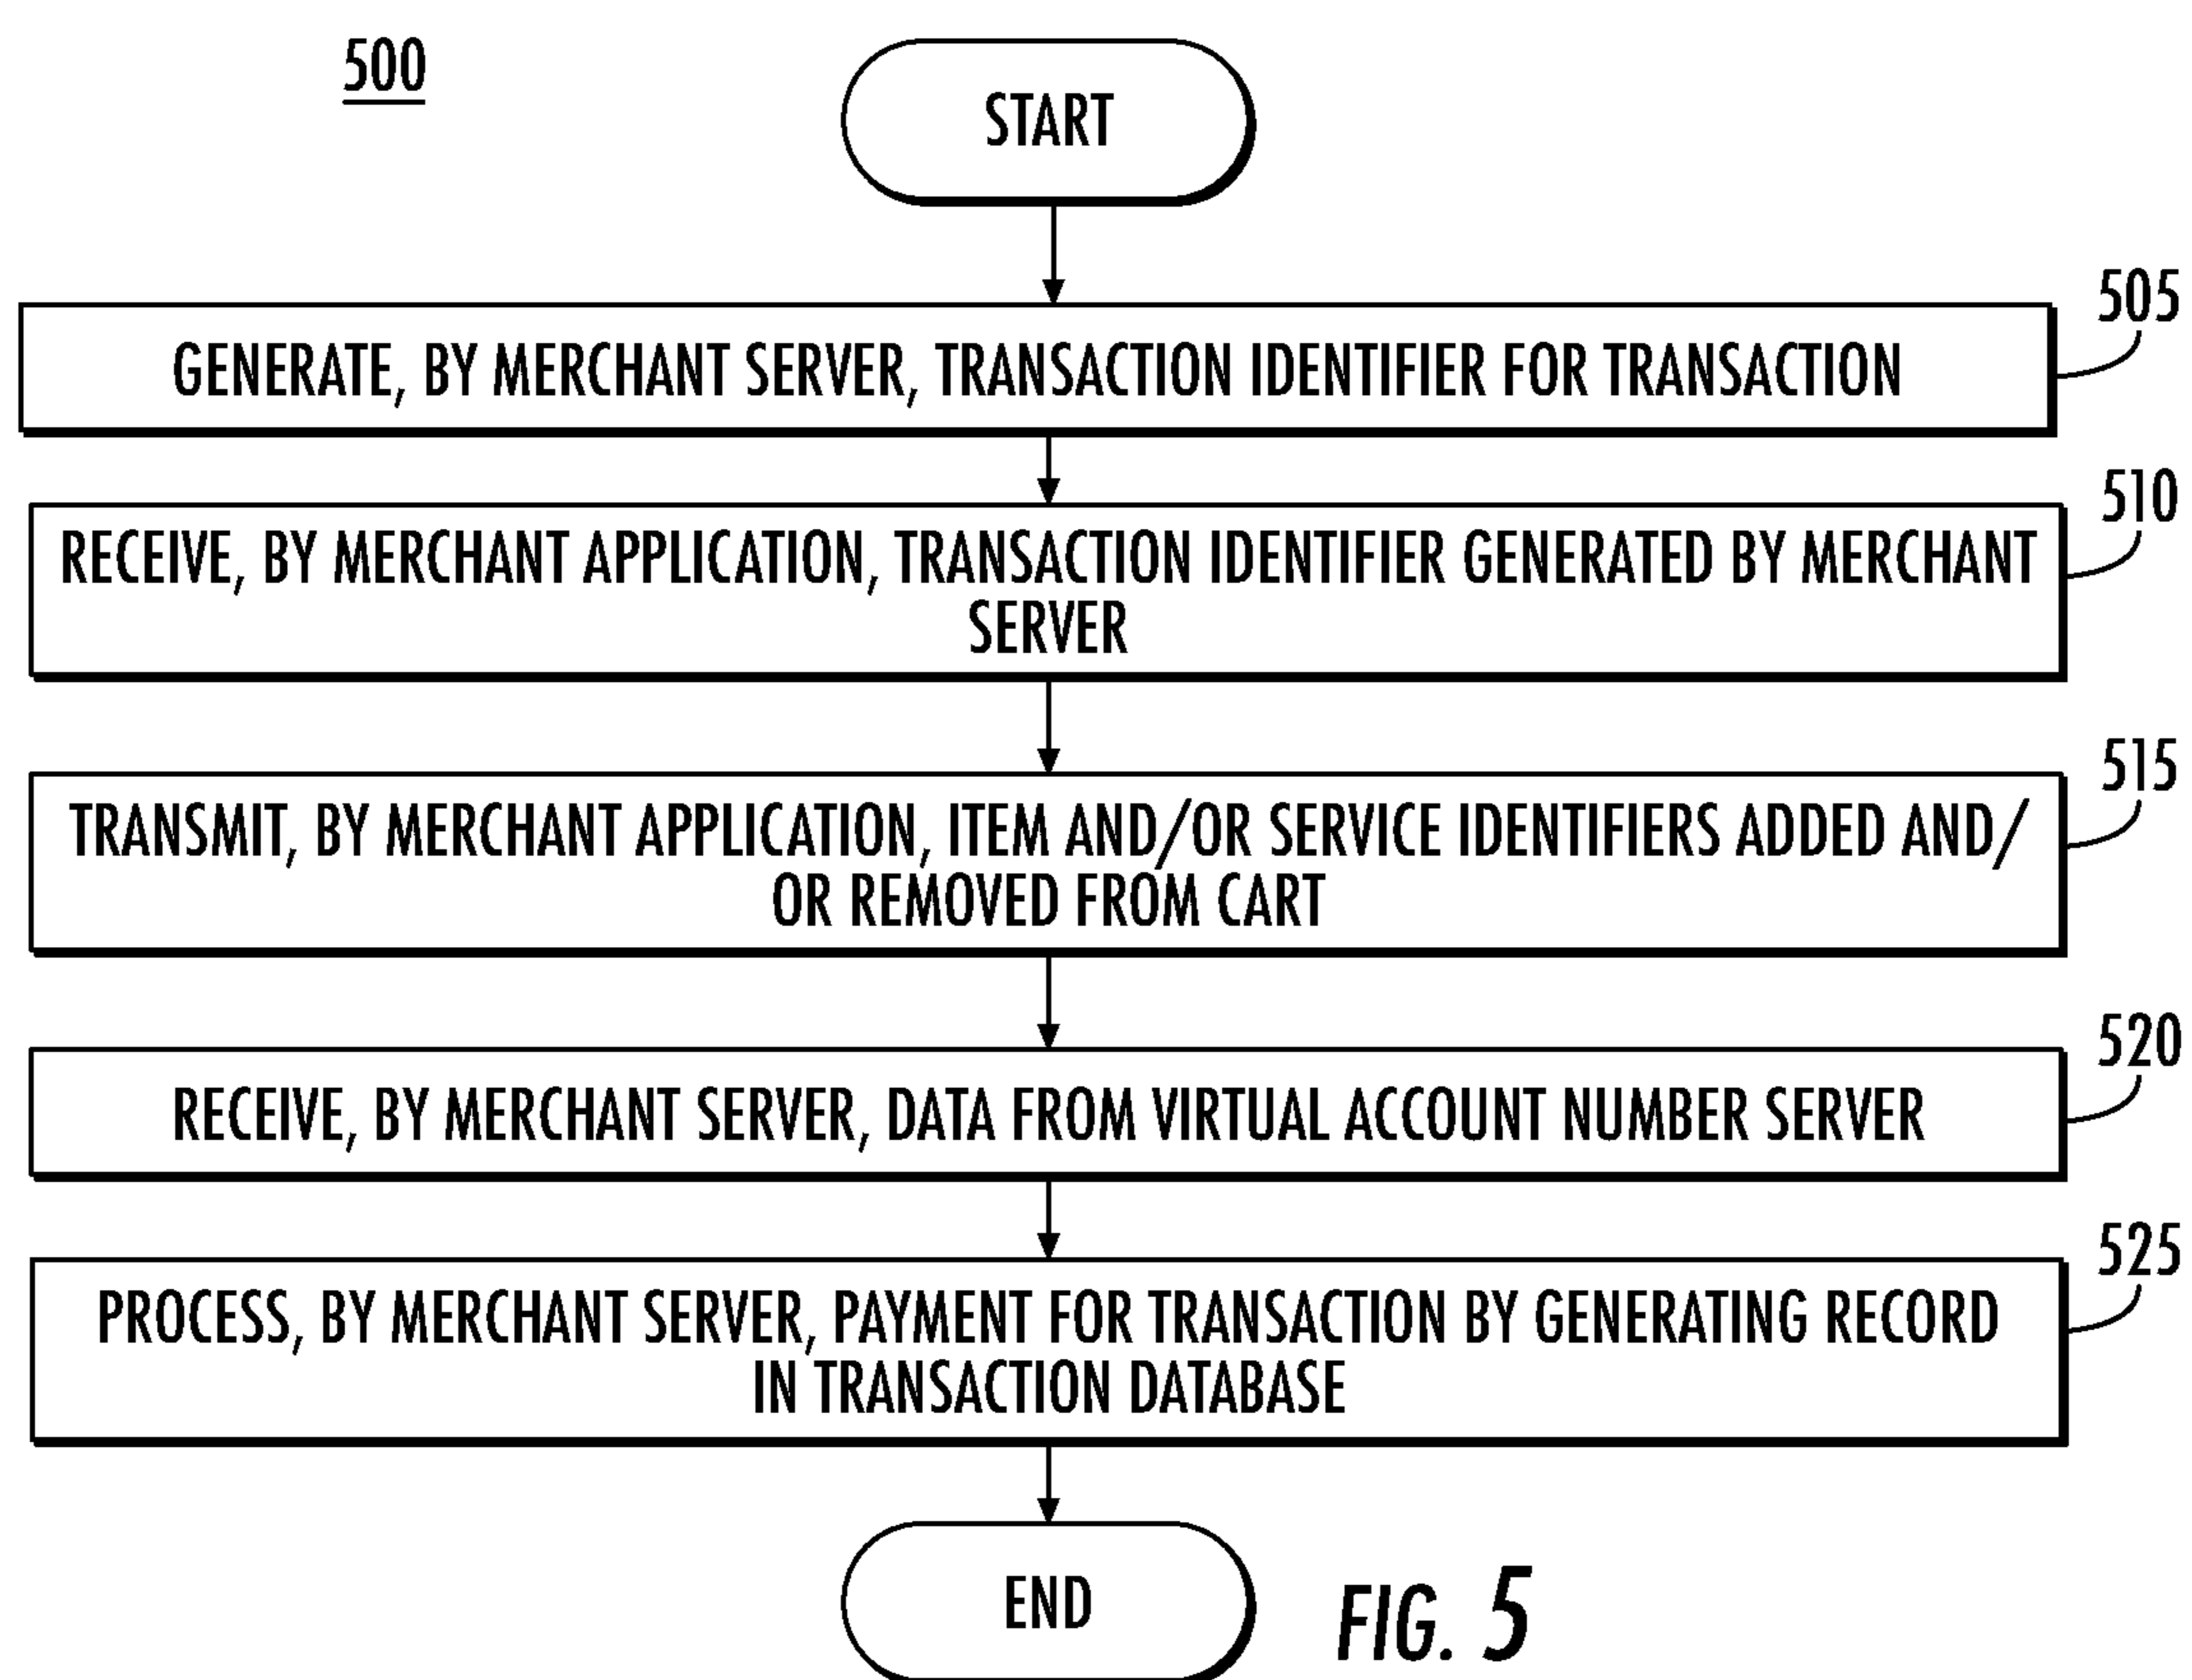 500
START
505
GENERATE, BY MERCHANT SERVER, TRANSACTION IDENTIFIER FOR TRANSACTION
510
RECEIVE, BY MERCHANT APPLICATION, TRANSACTION IDENTIFIER GENERATED BY MERCHANT
SERVER
515
TRANSMIT, BY MERCHANT APPLICATION, ITEM AND/OR SERVICE IDENTIFIERS ADDED AND/
OR REMOVED FROM CART
520
RECEIVE, BY MERCHANT SERVER, DATA FROM VIRTUAL ACCOUNT NUMBER SERVER
525
PROCESS, BY MERCHANT SERVER, PAYMENT FOR TRANSACTION BY GENERATING RECORD
IN TRANSACTION DATABASE
END
FIG. 5